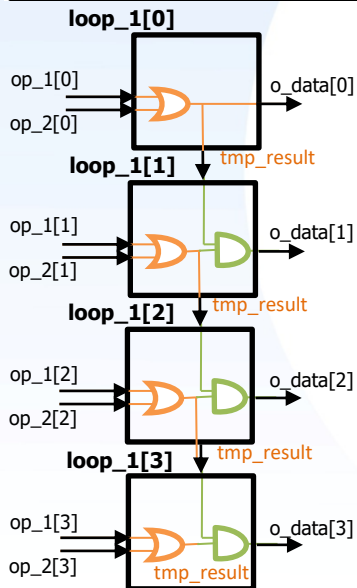 loop_1[0]
op_1[0]
o_data[0]
op_2[0]
tmp_result
loop_1[1]
op_1[1]
o_data[1]
op_2[1]
tmp_result
loop_1[2]
op_1[2]
o_data[2]
op_2[2]
tmp_result
loop_1[3]
op_1[3]
o_data[3]
op_2[3]
tmp_result